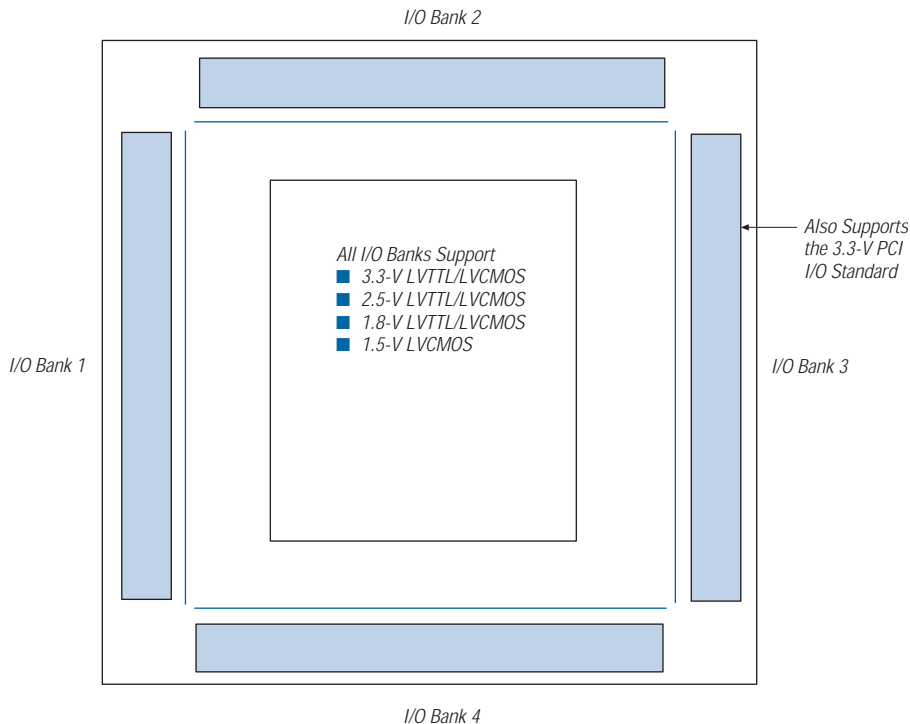 I/O Bank 2
Also Supports
the 3.3-V PCI
I/O Standard
All I/O Banks Support
■ 3.3-V LVTTL/LVCMOS
■ 2.5-V LVTTL/LVCMOS
■ 1.8-V LVTTL/LVCMOS
■ 1.5-V LVCMOS
I/O Bank 1
I/O Bank 3
I/O Bank 4